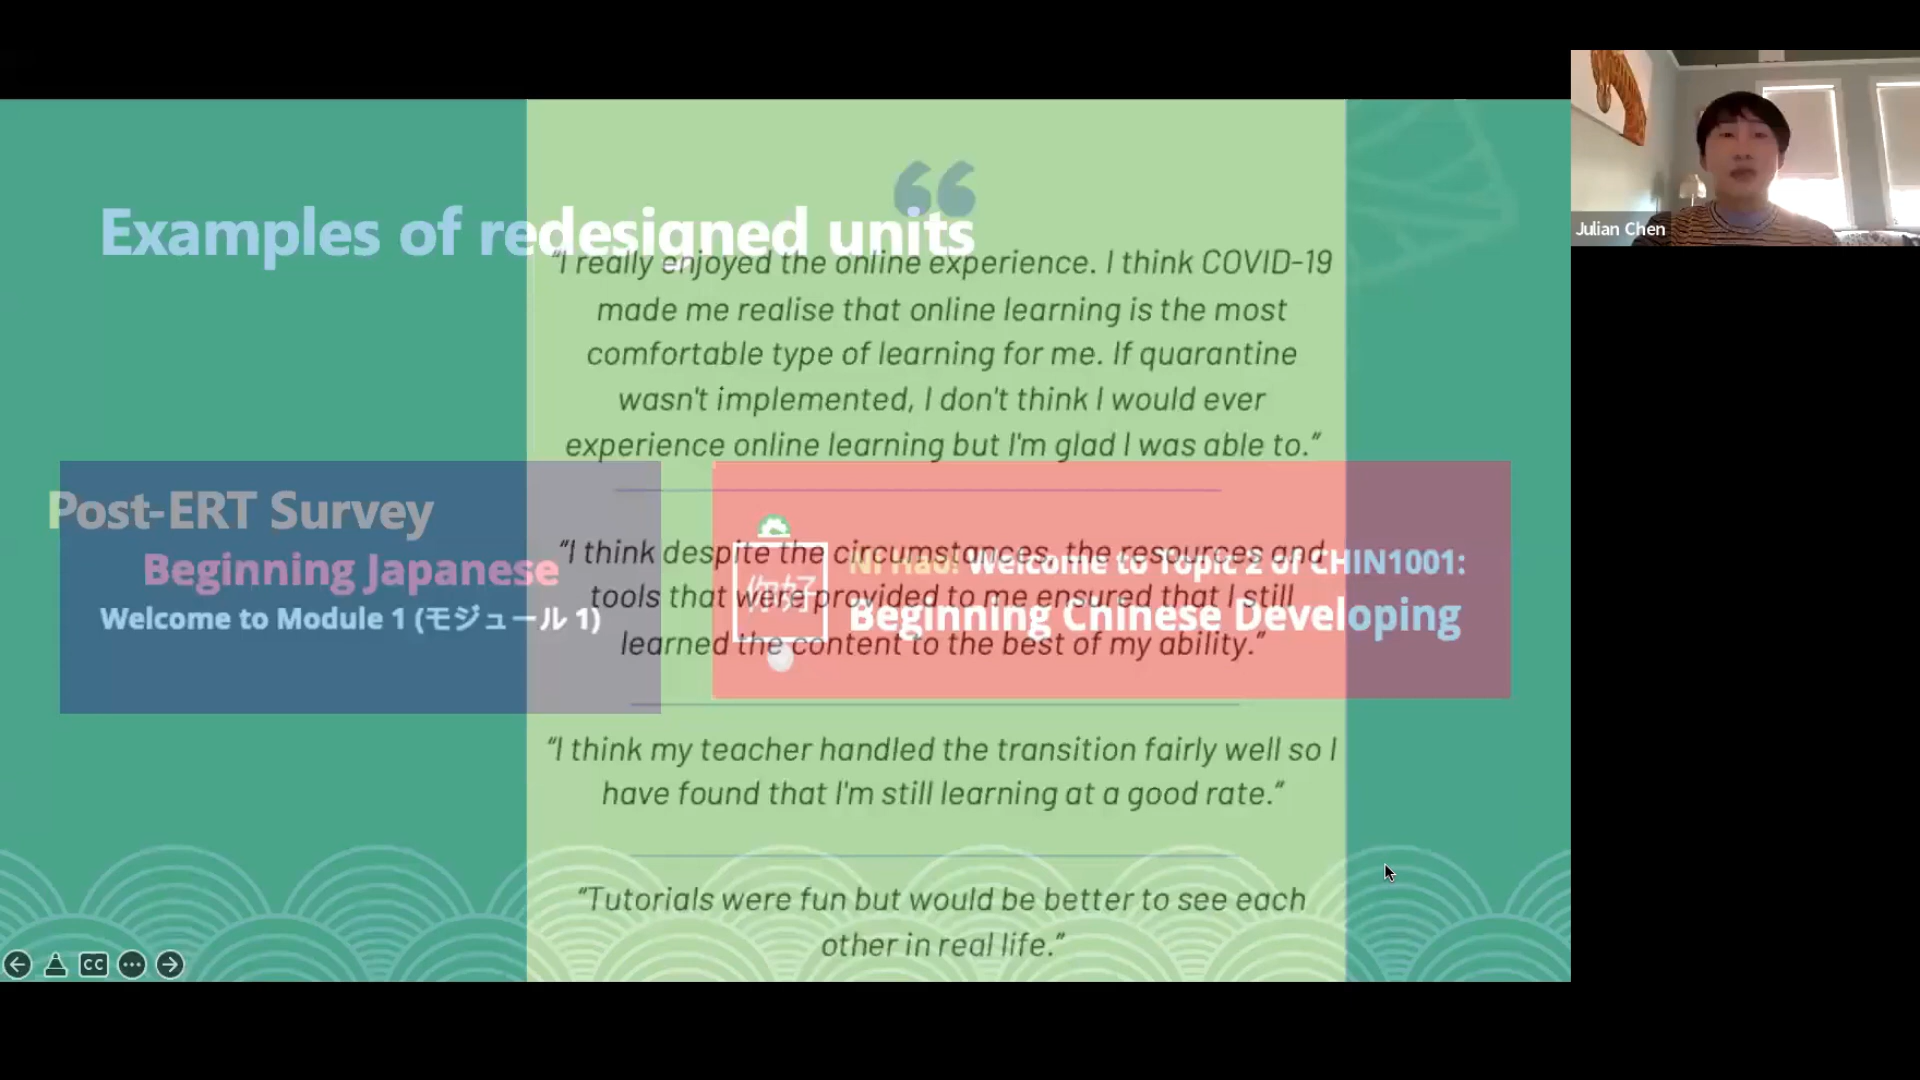 Examples of redesigned units
“I really enjoyed the online experience. I think COVID-19
made me realise that online learning is the most
comfortable type of learning for me. If quarantine
wasn't implemented, I don't think I would ever
experience online learning but I'm glad I was able to.”
Post-ERT Survey
Beginning Japanese
Welcome to Module 1 (モジュール 1)
“I think despite the circumstances, the resources and
tools that were provided to me ensured that I still
learned the content to the best of my ability.”
你好
Ni Hao! Welcome to Topic 2 of CHIN1001:
Beginning Chinese Developing
“I think my teacher handled the transition fairly well so I
have found that I'm still learning at a good rate.”
“Tutorials were fun but would be better to see each
other in real life.”
CC
Julian Chen